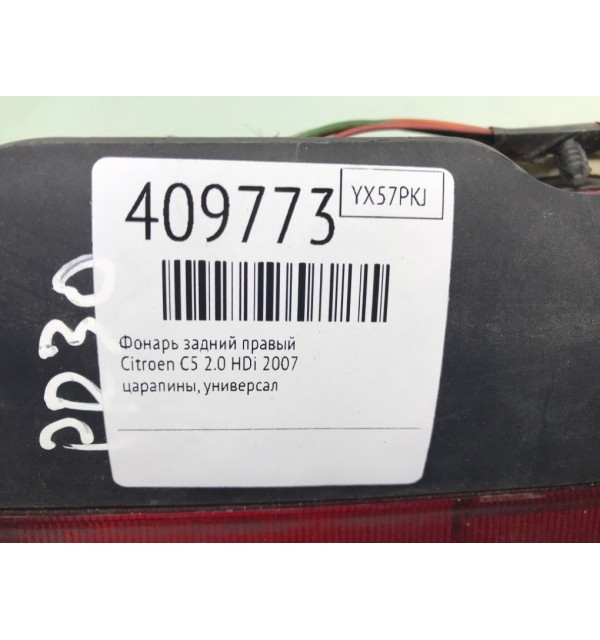 409773
YX57PKJ
Фонарь задний правый
Citroen C5 2.0 HDi 2007
царапины, универсал
PD30